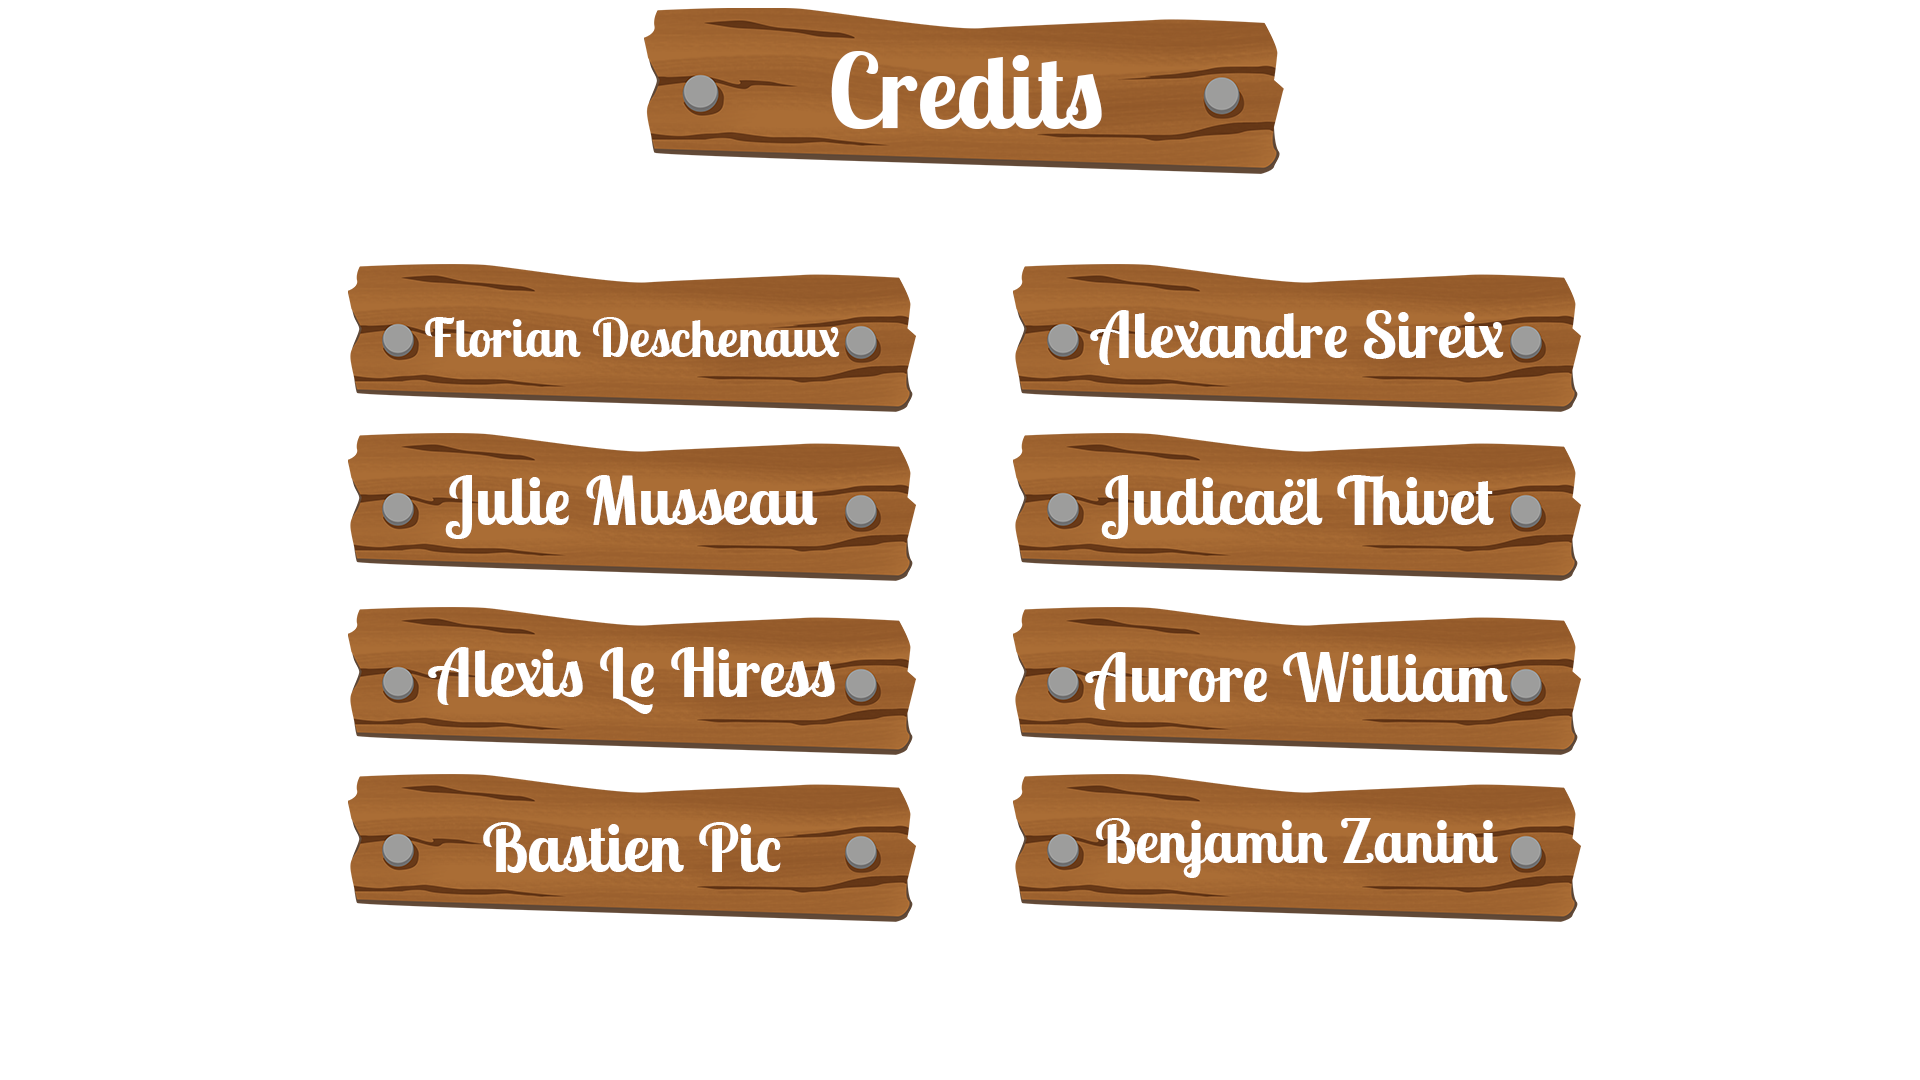 Credits
Florian Deschenaux
Alexandre Sireix
Julie Musseau
Judicaël Thivet
Alexis Le Hiress
Aurore William
Bastien Pic
Benjamin Zanini